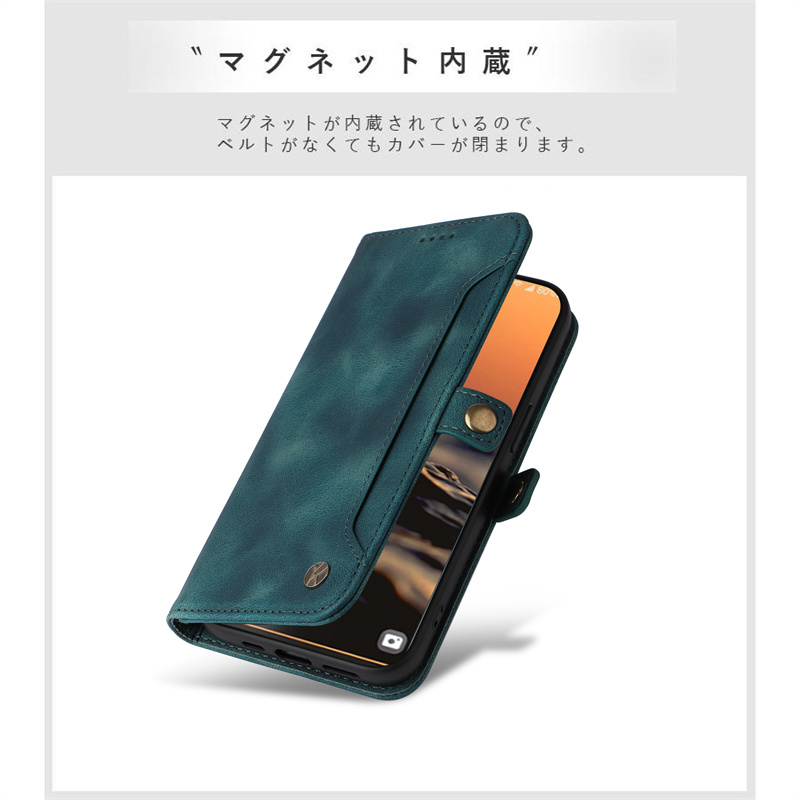 〝マグネット内蔵〞
マグネットが内蔵されているので、
ベルトがなくてもカバーが閉まります。